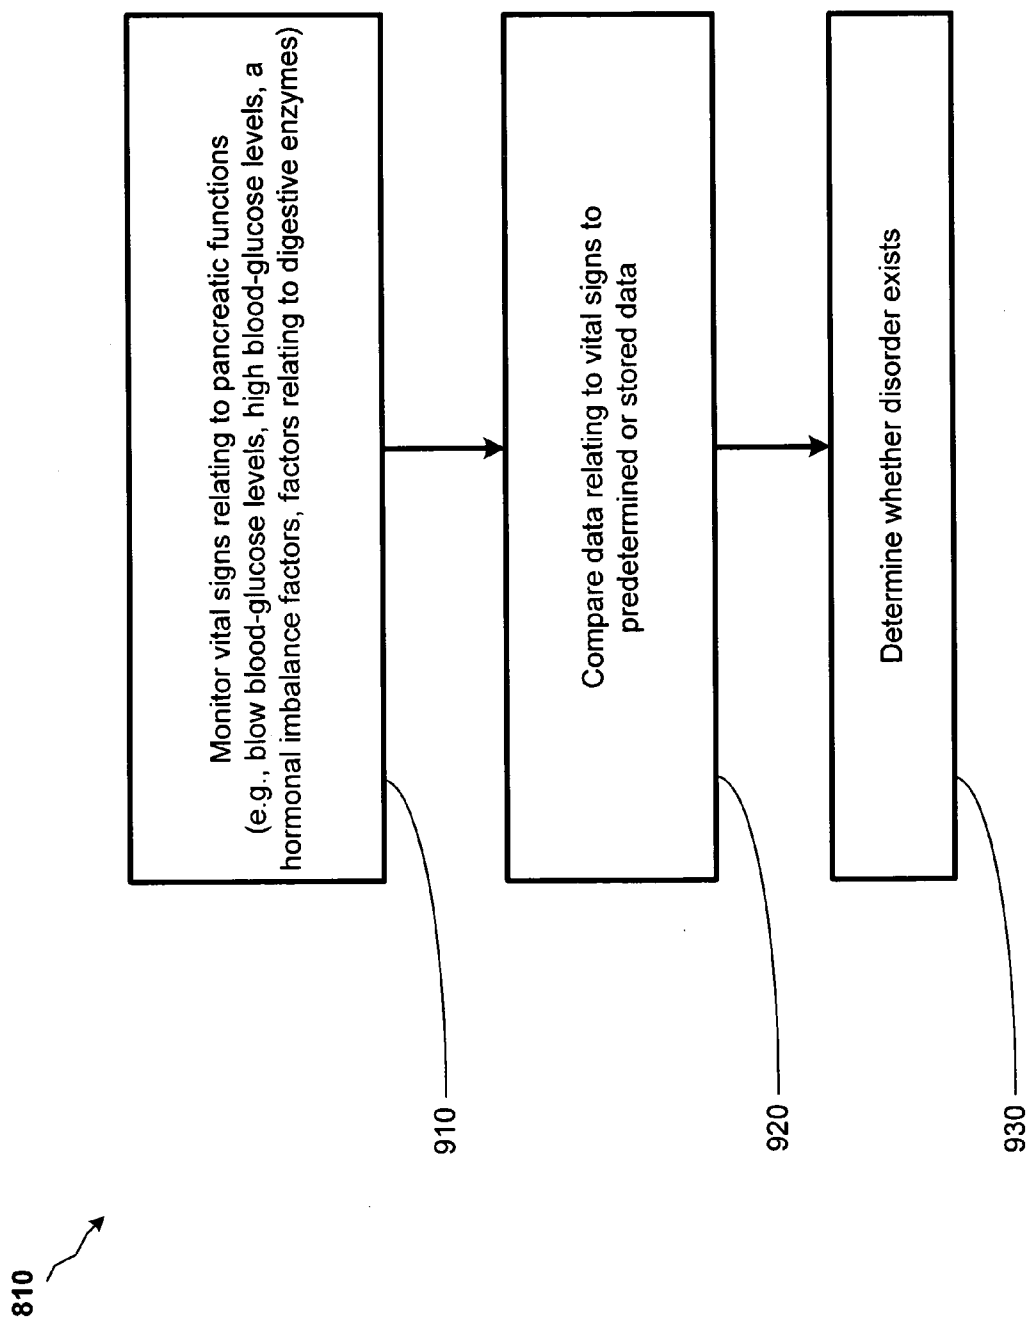 810
Monitor vital signs relating to pancreatic functions
(e.g., blow blood-glucose levels, high blood-glucose levels, a
hormonal imbalance factors, factors relating to digestive enzymes)
910
Compare data relating to vital signs to
predetermined or stored data
920
Determine whether disorder exists
930